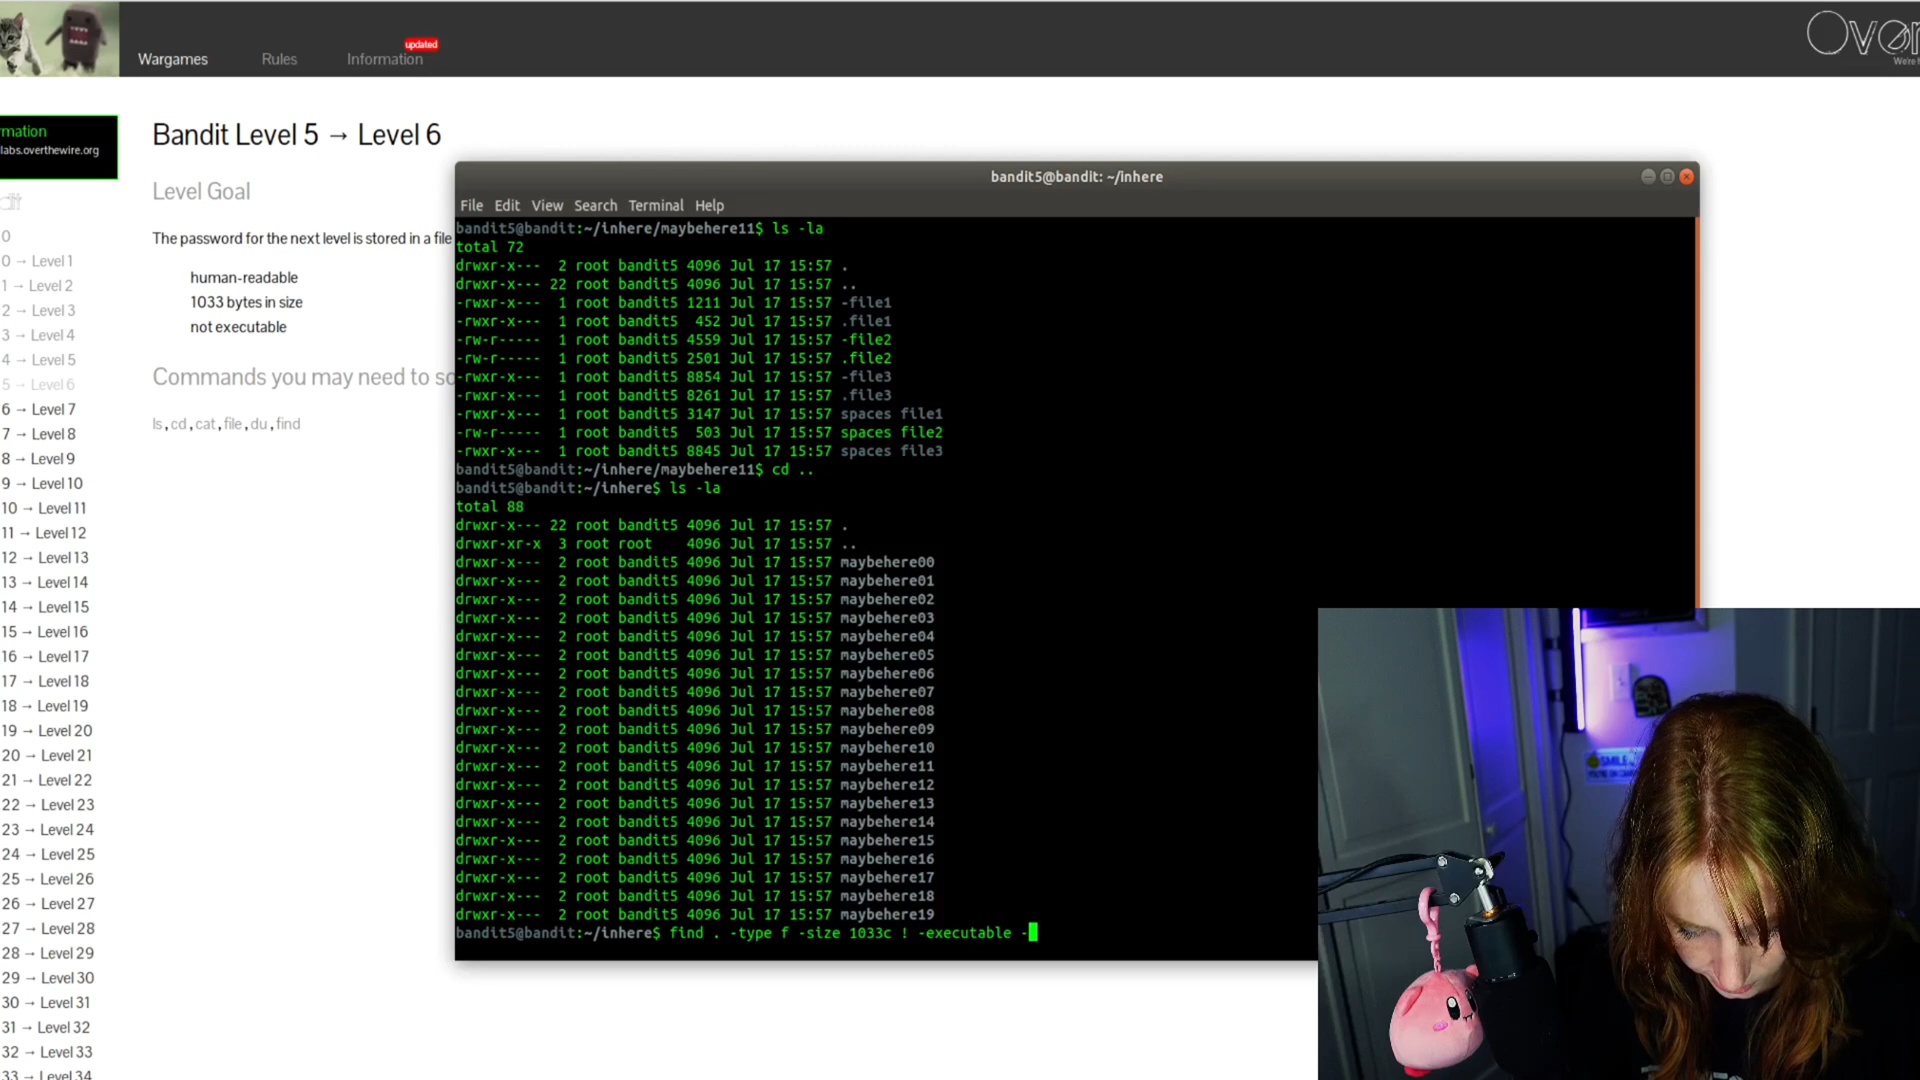 Wargames
Rules
Information
updated
Over
We're h
rmation
labs.overthewire.org
Bandit Level 5 → Level 6
Level Goal
The password for the next level is stored in a file
human-readable
1033 bytes in size
not executable
Commands you may need to so
ls, cd, cat, file, du, find
0
0 → Level 1
1 → Level 2
2 → Level 3
3 → Level 4
4 → Level 5
5 → Level 6
6 → Level 7
7 → Level 8
8 → Level 9
9 → Level 10
10 → Level 11
11 → Level 12
12 → Level 13
13 → Level 14
14 → Level 15
15 → Level 16
16 → Level 17
17 → Level 18
18 → Level 19
19 → Level 20
20 → Level 21
21 → Level 22
22 → Level 23
23 → Level 24
24 → Level 25
25 → Level 26
26 → Level 27
27 → Level 28
28 → Level 29
29 → Level 30
30 → Level 31
31 → Level 32
32 → Level 33
33 → Level 34
bandit5@bandit: ~/inhere
File Edit View Search Terminal Help
bandit5@bandit:~/inhere/maybehere11$ ls -la
total 72
drwxr-x---  2 root bandit5 4096 Jul 17 15:57 .
drwxr-x--- 22 root bandit5 4096 Jul 17 15:57 ..
-rwxr-x---  1 root bandit5 1211 Jul 17 15:57 -file1
-rwxr-x---  1 root bandit5  452 Jul 17 15:57 .file1
-rw-r-----  1 root bandit5 4559 Jul 17 15:57 -file2
-rw-r-----  1 root bandit5 2501 Jul 17 15:57 .file2
-rwxr-x---  1 root bandit5 8854 Jul 17 15:57 -file3
-rwxr-x---  1 root bandit5 8261 Jul 17 15:57 .file3
-rwxr-x---  1 root bandit5 3147 Jul 17 15:57 spaces file1
-rw-r-----  1 root bandit5  503 Jul 17 15:57 spaces file2
-rwxr-x---  1 root bandit5 8845 Jul 17 15:57 spaces file3
bandit5@bandit:~/inhere/maybehere11$ cd ..
bandit5@bandit:~/inhere$ ls -la
total 88
drwxr-x--- 22 root bandit5 4096 Jul 17 15:57 .
drwxr-xr-x  3 root root    4096 Jul 17 15:57 ..
drwxr-x---  2 root bandit5 4096 Jul 17 15:57 maybehere00
drwxr-x---  2 root bandit5 4096 Jul 17 15:57 maybehere01
drwxr-x---  2 root bandit5 4096 Jul 17 15:57 maybehere02
drwxr-x---  2 root bandit5 4096 Jul 17 15:57 maybehere03
drwxr-x---  2 root bandit5 4096 Jul 17 15:57 maybehere04
drwxr-x---  2 root bandit5 4096 Jul 17 15:57 maybehere05
drwxr-x---  2 root bandit5 4096 Jul 17 15:57 maybehere06
drwxr-x---  2 root bandit5 4096 Jul 17 15:57 maybehere07
drwxr-x---  2 root bandit5 4096 Jul 17 15:57 maybehere08
drwxr-x---  2 root bandit5 4096 Jul 17 15:57 maybehere09
drwxr-x---  2 root bandit5 4096 Jul 17 15:57 maybehere10
drwxr-x---  2 root bandit5 4096 Jul 17 15:57 maybehere11
drwxr-x---  2 root bandit5 4096 Jul 17 15:57 maybehere12
drwxr-x---  2 root bandit5 4096 Jul 17 15:57 maybehere13
drwxr-x---  2 root bandit5 4096 Jul 17 15:57 maybehere14
drwxr-x---  2 root bandit5 4096 Jul 17 15:57 maybehere15
drwxr-x---  2 root bandit5 4096 Jul 17 15:57 maybehere16
drwxr-x---  2 root bandit5 4096 Jul 17 15:57 maybehere17
drwxr-x---  2 root bandit5 4096 Jul 17 15:57 maybehere18
drwxr-x---  2 root bandit5 4096 Jul 17 15:57 maybehere19
bandit5@bandit:~/inhere$ find . -type f -size 1033c ! -executable -
SMILE